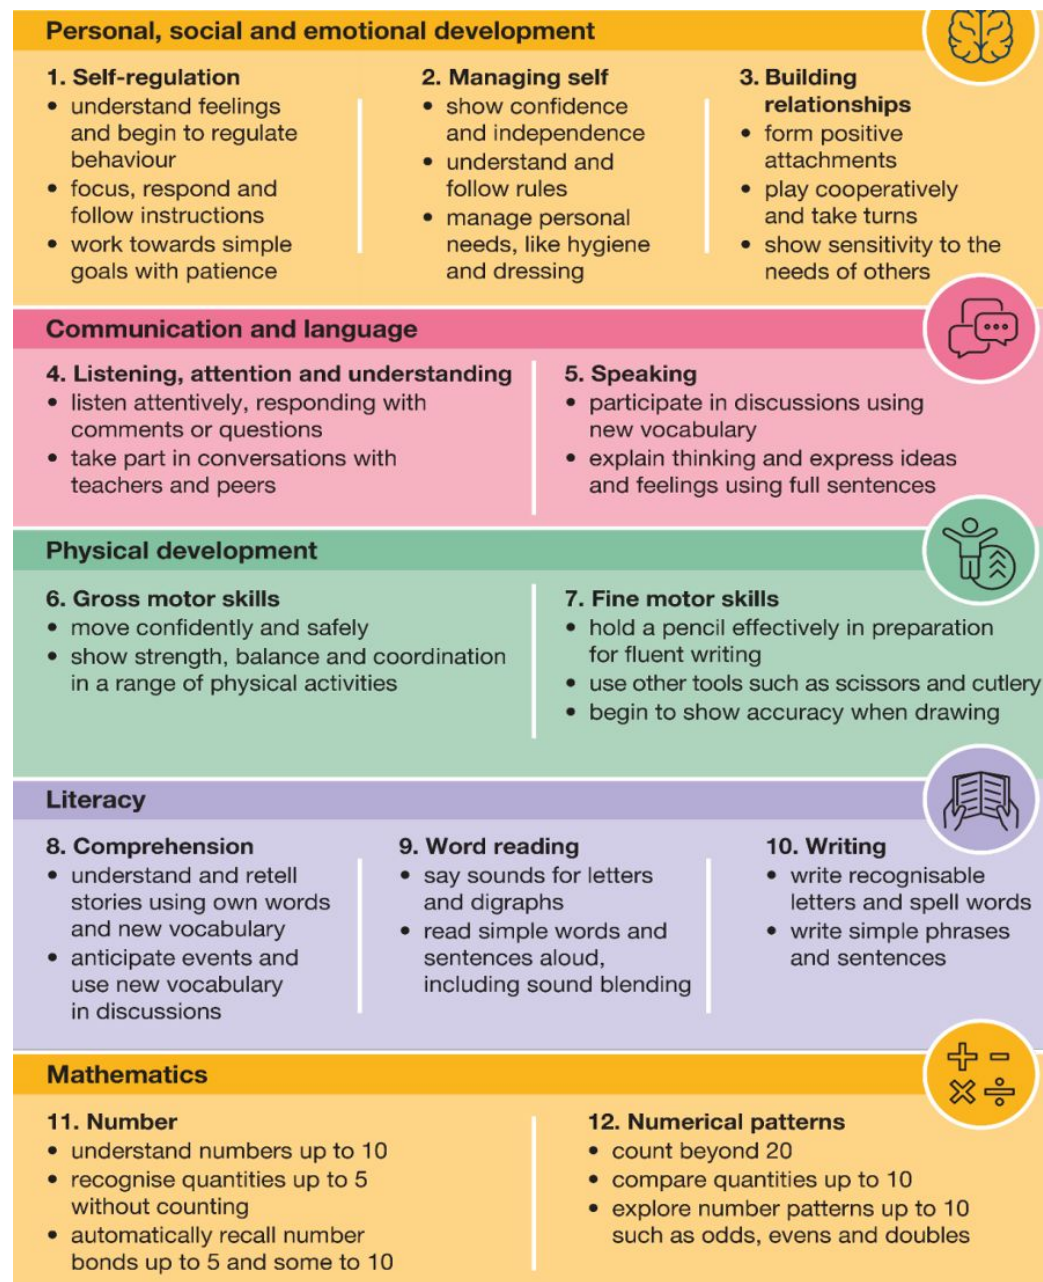 Personal, social and emotional development
1. Self-regulation
• understand feelings
and begin to regulate
behaviour
• focus, respond and
follow instructions
• work towards simple
goals with patience
2. Managing self
• show confidence
and independence
• understand and
follow rules
• manage personal
needs, like hygiene
and dressing
3. Building
relationships
• form positive
attachments
• play cooperatively
and take turns
• show sensitivity to the
needs of others
Communication and language
4. Listening, attention and understanding
• listen attentively, responding with
comments or questions
• take part in conversations with
teachers and peers
5. Speaking
• participate in discussions using
new vocabulary
• explain thinking and express ideas
and feelings using full sentences
Physical development
6. Gross motor skills
• move confidently and safely
• show strength, balance and coordination
in a range of physical activities
7. Fine motor skills
• hold a pencil effectively in preparation
for fluent writing
• use other tools such as scissors and cutlery
• begin to show accuracy when drawing
Literacy
8. Comprehension
• understand and retell
stories using own words
and new vocabulary
• anticipate events and
use new vocabulary
in discussions
9. Word reading
• say sounds for letters
and digraphs
• read simple words and
sentences aloud,
including sound blending
10. Writing
• write recognisable
letters and spell words
• write simple phrases
and sentences
Mathematics
11. Number
• understand numbers up to 10
• recognise quantities up to 5
without counting
• automatically recall number
bonds up to 5 and some to 10
12. Numerical patterns
• count beyond 20
• compare quantities up to 10
• explore number patterns up to 10
such as odds, evens and doubles